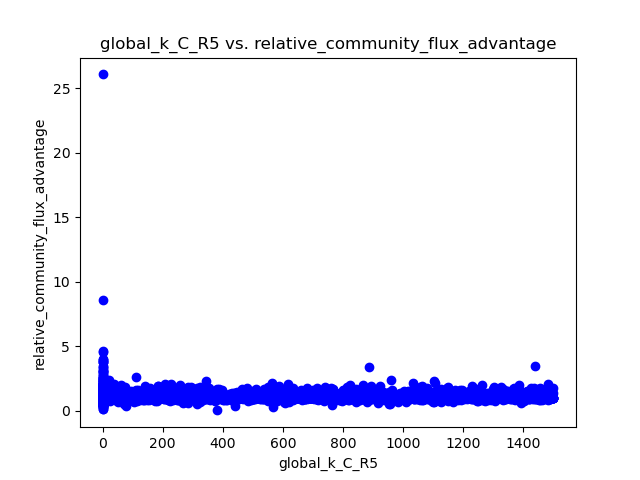 global_k_C_R5 vs. relative_community_flux_advantage
relative_community_flux_advantage
25
20
15
10
5
0
0 200 400 600 800 1000 1200 1400
global_k_C_R5